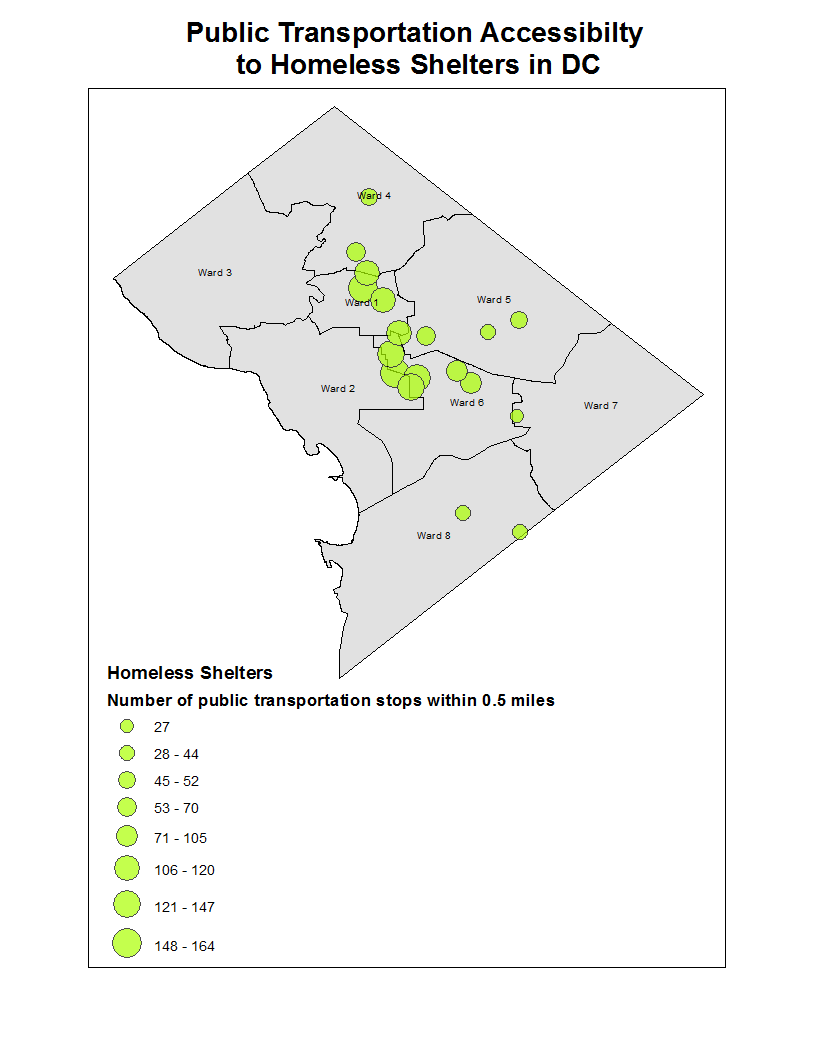 Public Transportation Accessibilty
to Homeless Shelters in DC
Ward 4
Ward 3
Ward 5
Ward 1
Ward 2
Ward 6
Ward 7
Ward 8
Homeless Shelters
Number of public transportation stops within 0.5 miles
27
28 - 44
45 - 52
53 - 70
71 - 105
106 - 120
121 - 147
148 - 164